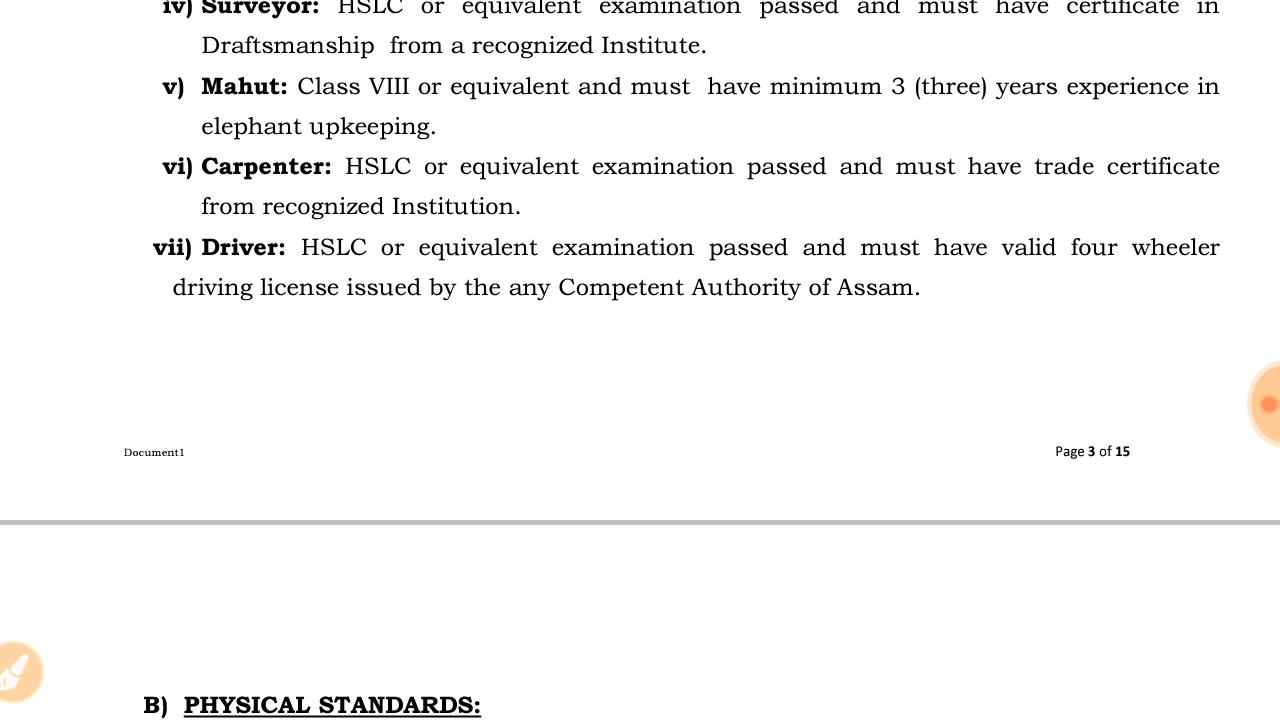 iv) Surveyor: HSLC or equivalent examination passed and must have certificate in
Draftsmanship from a recognized Institute.
v) Mahut: Class VIII or equivalent and must have minimum 3 (three) years experience in
elephant upkeeping.
vi) Carpenter: HSLC or equivalent examination passed and must have trade certificate
from recognized Institution.
vii) Driver: HSLC or equivalent examination passed and must have valid four wheeler
driving license issued by the any Competent Authority of Assam.
Document1 Page 3 of 15
B) PHYSICAL STANDARDS: